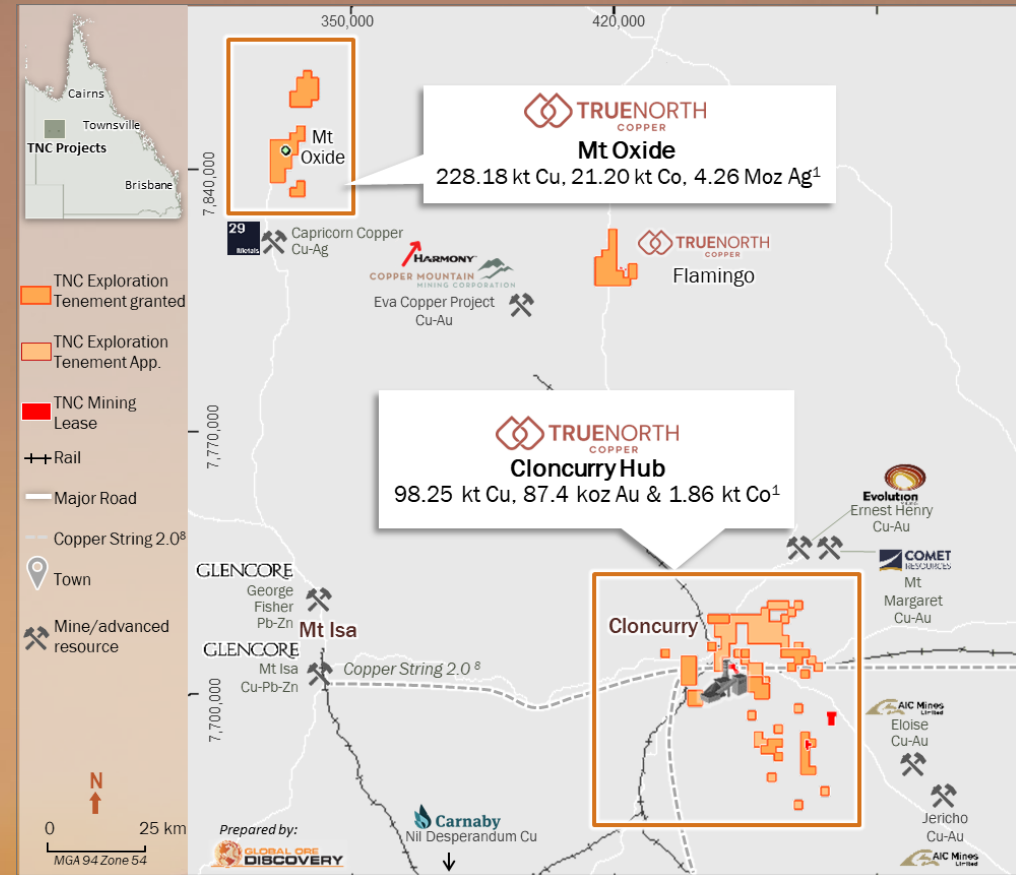 350,000
420,000
Cairns
Townsville
TNC Projects
Brisbane
7,840,000
7,770,000
7,700,000
Mt
Oxide
TRUENORTH
COPPER
Mt Oxide
228.18 kt Cu, 21.20 kt Co, 4.26 Moz Ag¹
29
Metals
Capricorn Copper
Cu-Ag
HARMONY
COPPER MOUNTAIN
MINING CORPORATION
Eva Copper Project
Cu-Au
TRUENORTH
COPPER
Flamingo
TNC Exploration
Tenement granted
TNC Exploration
Tenement App.
TNC Mining
Lease
Rail
Major Road
Copper String 2.0⁸
Town
Mine/advanced
resource
TRUENORTH
COPPER
Cloncurry Hub
98.25 kt Cu, 87.4 koz Au & 1.86 kt Co¹
Evolution
Ernest Henry
Cu-Au
COMET
RESOURCES
Mt
Margaret
Cu-Au
GLENCORE
George
Fisher
Pb-Zn
Mt Isa
GLENCORE
Mt Isa
Cu-Pb-Zn
Copper String 2.0 ⁸
Cloncurry
AIC Mines
Limited
Eloise
Cu-Au
Jericho
Cu-Au
AIC Mines
Limited
Carnaby
Nil Desperandum Cu
N
0
25 km
MGA 94 Zone 54
Prepared by:
GLOBAL ORE
DISCOVERY